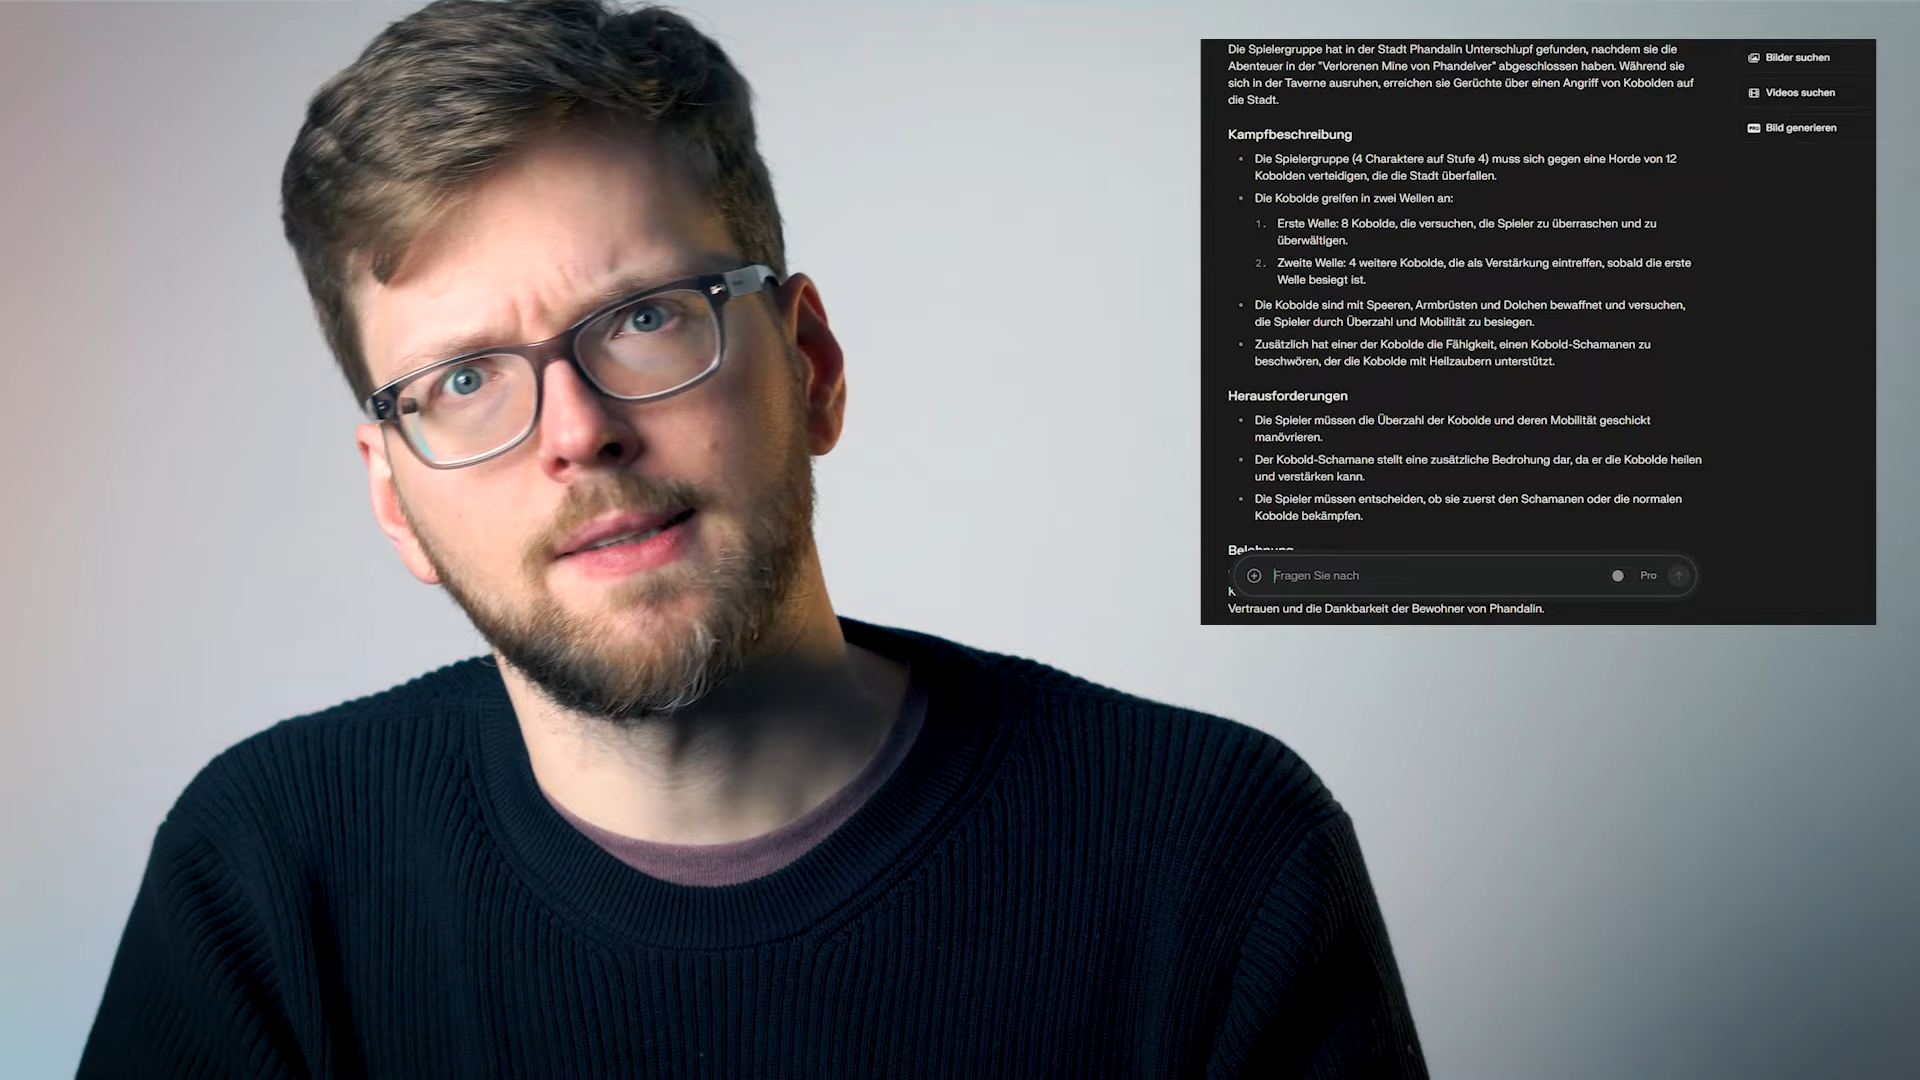 Die Spielergruppe hat in der Stadt Phandalin Unterschlupf gefunden, nachdem sie die
Abenteuer in der "Verlorenen Mine von Phandelver" abgeschlossen haben. Während sie
sich in der Taverne ausruhen, erreichen sie Gerüchte über einen Angriff von Kobolden auf
die Stadt.
Kampfbeschreibung
• Die Spielergruppe (4 Charaktere auf Stufe 4) muss sich gegen eine Horde von 12
Kobolden verteidigen, die die Stadt überfallen.
• Die Kobolde greifen in zwei Wellen an:
1. Erste Welle: 8 Kobolde, die versuchen, die Spieler zu überraschen und zu
überwältigen.
2. Zweite Welle: 4 weitere Kobolde, die als Verstärkung eintreffen, sobald die erste
Welle besiegt ist.
• Die Kobolde sind mit Speeren, Armbrüsten und Dolchen bewaffnet und versuchen,
die Spieler durch Überzahl und Mobilität zu besiegen.
• Zusätzlich hat einer der Kobolde die Fähigkeit, einen Kobold-Schamanen zu
beschwören, der die Kobolde mit Heilzaubern unterstützt.
Herausforderungen
• Die Spieler müssen die Überzahl der Kobolde und deren Mobilität geschickt
manövrieren.
• Der Kobold-Schamane stellt eine zusätzliche Bedrohung dar, da er die Kobolde heilen
und verstärken kann.
• Die Spieler müssen entscheiden, ob sie zuerst den Schamanen oder die normalen
Kobolde bekämpfen.
Belohnung
Fragen Sie nach
Pro
Vertrauen und die Dankbarkeit der Bewohner von Phandalin.
Bilder suchen
Videos suchen
PRO Bild generieren